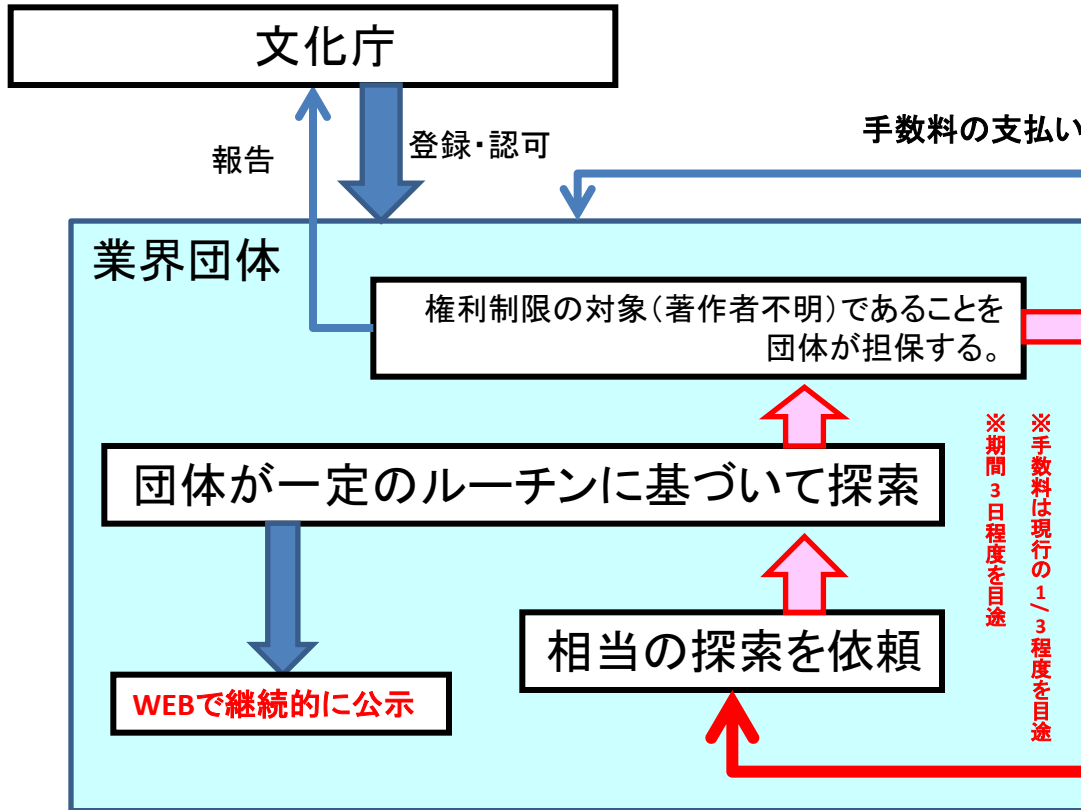 文化庁
報告
登録・認可
手数料の支払い
業界団体
権利制限の対象（著作者不明）であることを
団体が担保する。
※手数料は現行の1/3程度を目途
※期間3日程度を目途
団体が一定のルーチンに基づいて探索
相当の探索を依頼
WEBで継続的に公示